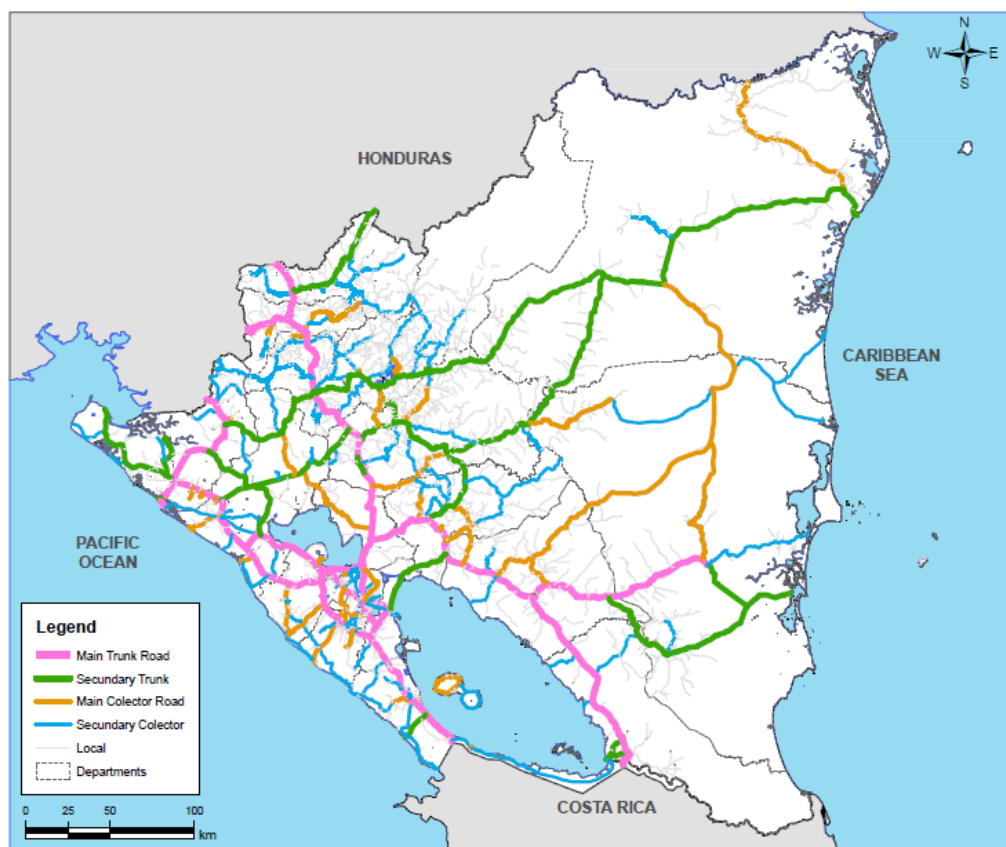 N
W E
S
HONDURAS
CARIBBEAN
SEA
PACIFIC
OCEAN
COSTA RICA
Legend
Main Trunk Road
Secundary Trunk
Main Colector Road
Secundary Colector
Local
Departments
0 25 50 100
km